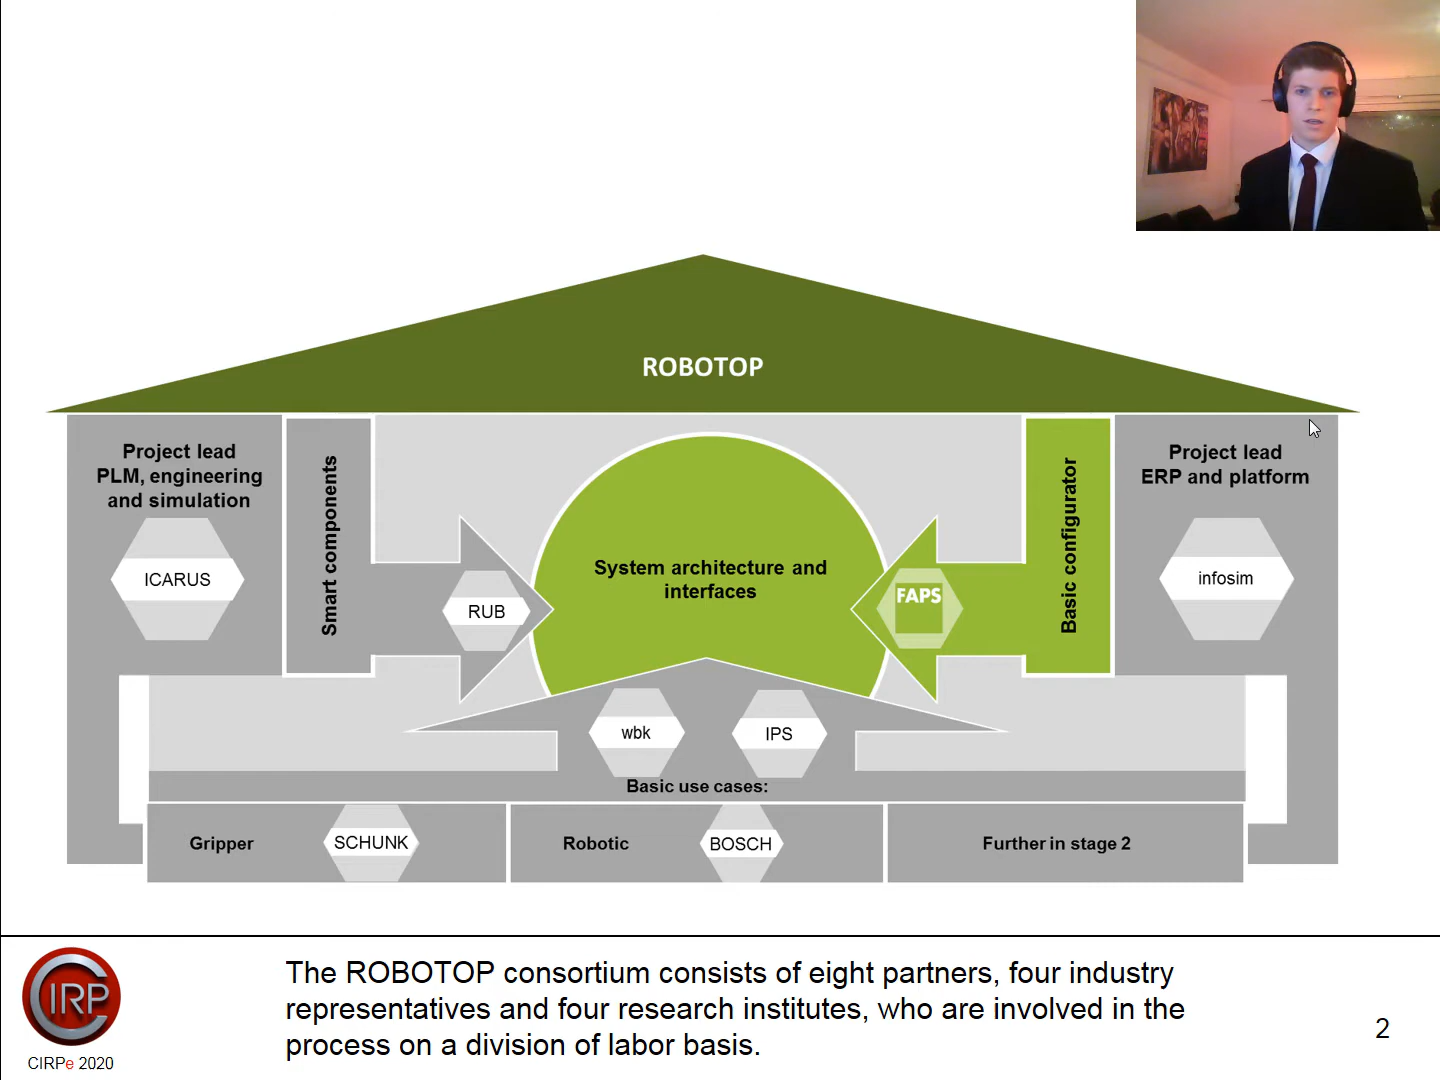 ROBOTOP
Project lead
PLM, engineering
and simulation
ICARUS
Smart components
RUB
System architecture and
interfaces
FAPS
Basic configurator
Project lead
ERP and platform
infosim
wbk
IPS
Basic use cases:
Gripper
SCHUNK
Robotic
BOSCH
Further in stage 2
CIRP
CIRPe 2020
The ROBOTOP consortium consists of eight partners, four industry
representatives and four research institutes, who are involved in the
process on a division of labor basis.
2